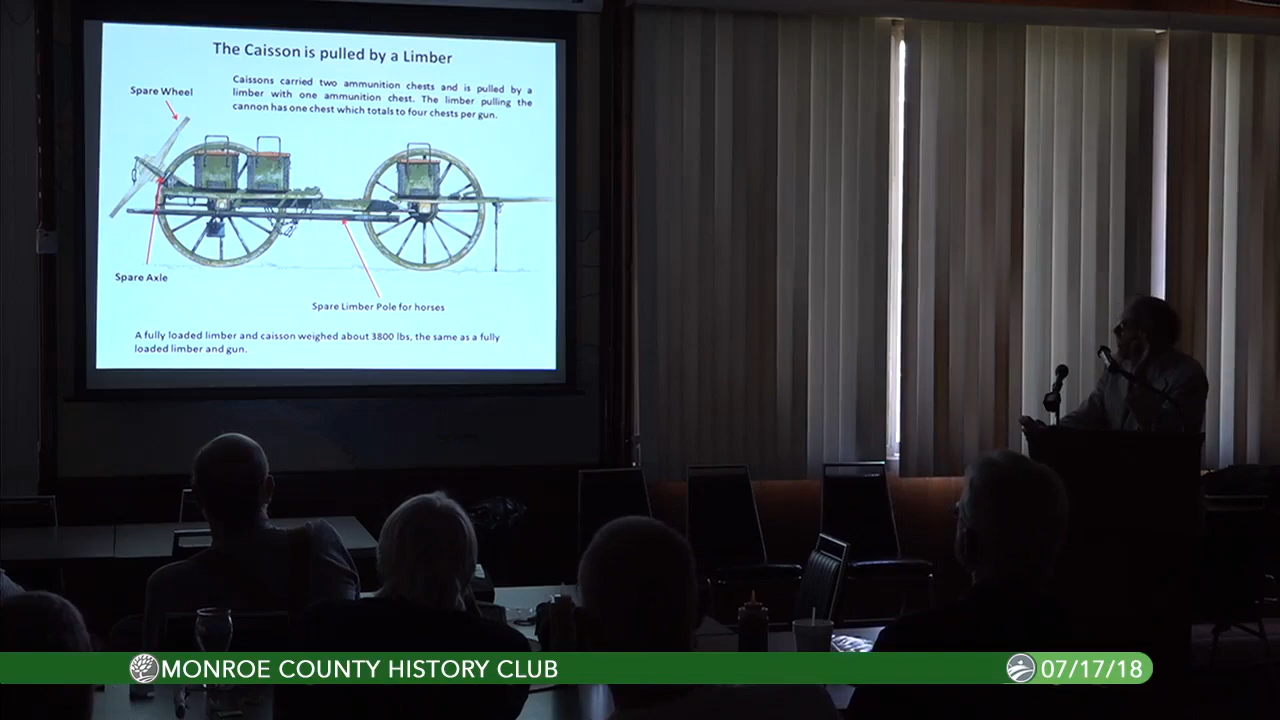 The Caisson is pulled by a Limber
Caissons carried two ammunition chests and is pulled by a
limber with one ammunition chest. The limber pulling the
cannon has one chest which totals to four chests per gun.
Spare Wheel
Spare Axle
Spare Limber Pole for horses
A fully loaded limber and caisson weighed about 3800 lbs, the same as a fully
loaded limber and gun.
MONROE COUNTY HISTORY CLUB
07/17/18